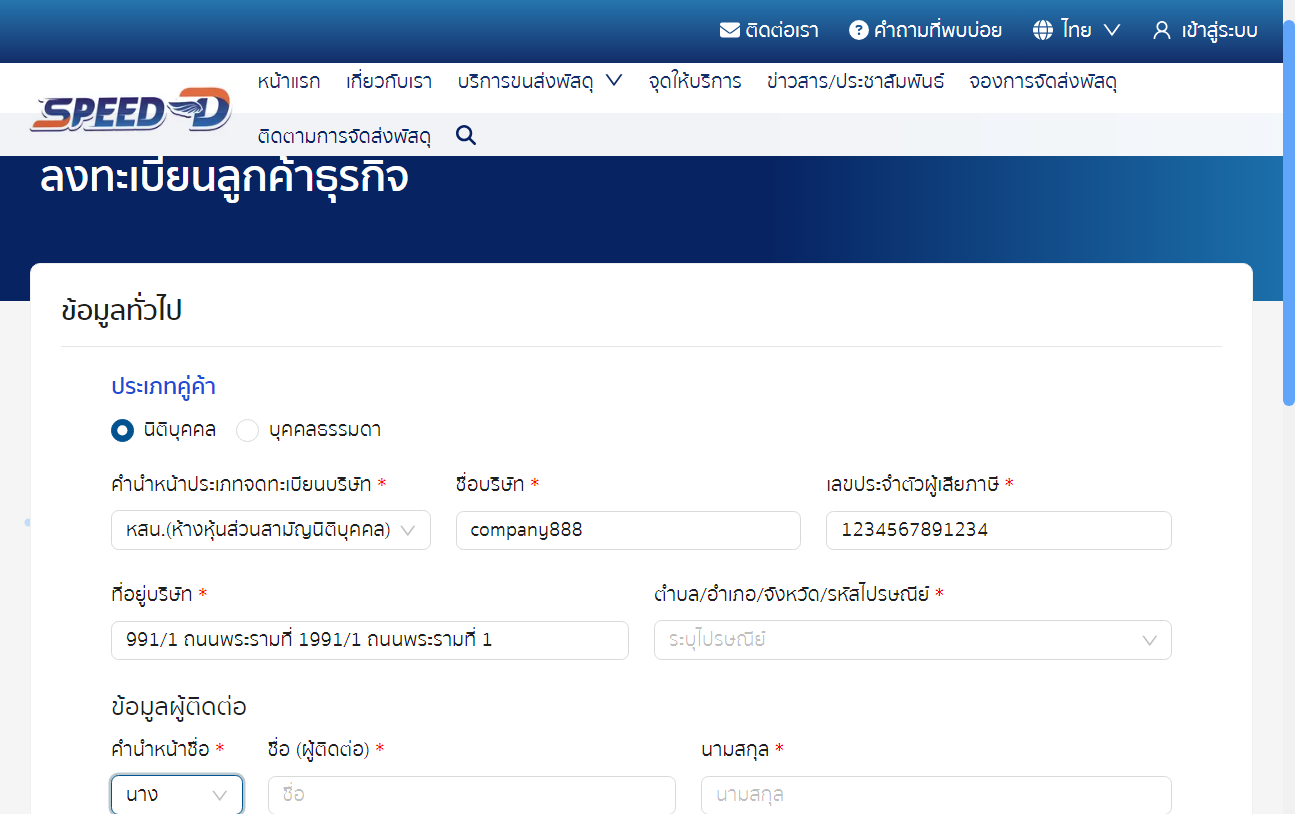 ติดต่อเรา คำถามที่พบบ่อย ไทย เข้าสู่ระบบ
SPEED-D
หน้าแรก เกี่ยวกับเรา บริการขนส่งพัสดุ จุดให้บริการ ข่าวสาร/ประชาสัมพันธ์ จองการจัดส่งพัสดุ
ติดตามการจัดส่งพัสดุ
ลงทะเบียนลูกค้าธุรกิจ
ข้อมูลทั่วไป
ประเภทคู่ค้า
นิติบุคคล บุคคลธรรมดา
คำนำหน้าประเภทจดทะเบียนบริษัท * ชื่อบริษัท * เลขประจำตัวผู้เสียภาษี *
หสน.(ห้างหุ้นส่วนสามัญนิติบุคคล) company888 1234567891234
ที่อยู่บริษัท * ตำบล/อำเภอ/จังหวัด/รหัสไปรษณีย์ *
991/1 ถนนพระรามที่ 1991/1 ถนนพระรามที่ 1 ระบุไปรษณีย์
ข้อมูลผู้ติดต่อ
คำนำหน้าชื่อ * ชื่อ (ผู้ติดต่อ) * นามสกุล *
นาง ชื่อ นามสกุล